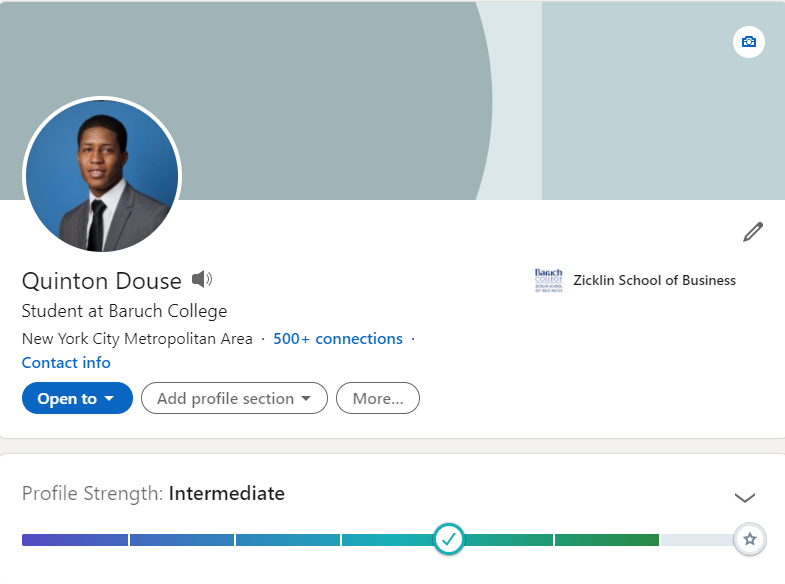 Quinton Douse
Baruch
COLLEGE
Zicklin School of Business
Student at Baruch College
New York City Metropolitan Area · 500+ connections ·
Contact info
Open to
Add profile section
More...
Profile Strength: Intermediate